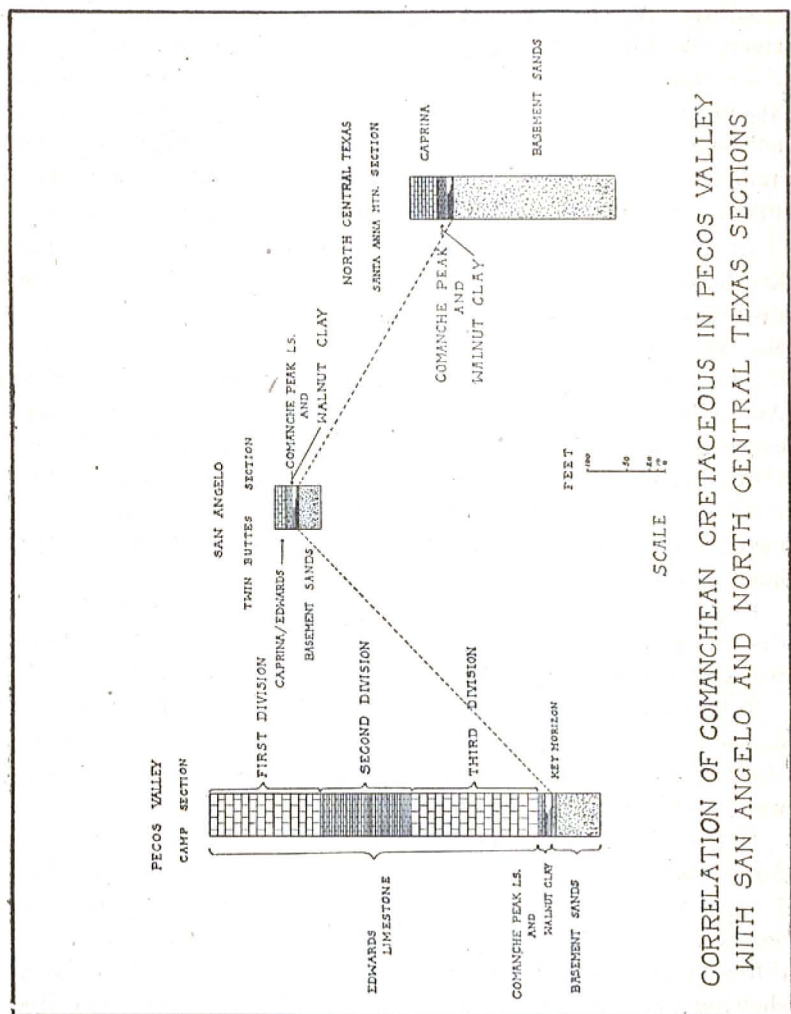 PECOS VALLEY
CAMP SECTION
EDWARDS
LIMESTONE
FIRST DIVISION
SECOND DIVISION
THIRD DIVISION
COMANCHE PEAK LS.
AND
WALNUT CLAY
KEY HORIZON
BASEMENT SANDS
SAN ANGELO
TWIN BUTTES SECTION
CAPRINA/EDWARDS
COMANCHE PEAK LS.
AND
WALNUT CLAY
BASEMENT SANDS
NORTH CENTRAL TEXAS
SANTA ANNA MTN. SECTION
CAPRINA
COMANCHE PEAK
AND
WALNUT CLAY
BASEMENT SANDS
SCALE
FEET
100
50
20
10
0
CORRELATION OF COMANCHEAN CRETACEOUS IN PECOS VALLEY
WITH SAN ANGELO AND NORTH CENTRAL TEXAS SECTIONS